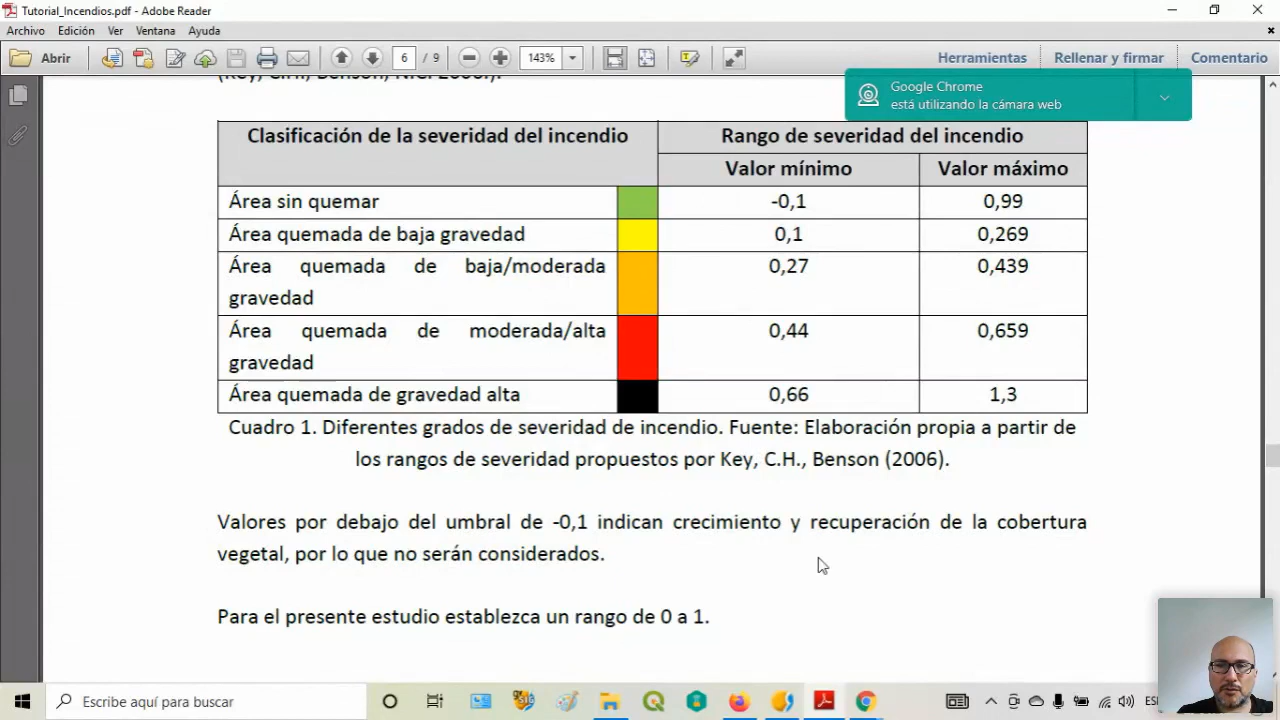 Tutorial_Incendios.pdf - Adobe Reader
Archivo Edición Ver Ventana Ayuda
Abrir 6 / 9 143% Herramientas Rellenar y firmar Comentario
Google Chrome
está utilizando la cámara web
Clasificación de la severidad del incendio Rango de severidad del incendio
Valor mínimo Valor máximo
Área sin quemar -0,1 0,99
Área quemada de baja gravedad 0,1 0,269
Área quemada de baja/moderada 0,27 0,439
gravedad
Área quemada de moderada/alta 0,44 0,659
gravedad
Área quemada de gravedad alta 0,66 1,3
Cuadro 1. Diferentes grados de severidad de incendio. Fuente: Elaboración propia a partir de
los rangos de severidad propuestos por Key, C.H., Benson (2006).
Valores por debajo del umbral de -0,1 indican crecimiento y recuperación de la cobertura
vegetal, por lo que no serán considerados.
Para el presente estudio establezca un rango de 0 a 1.
Escribe aquí para buscar